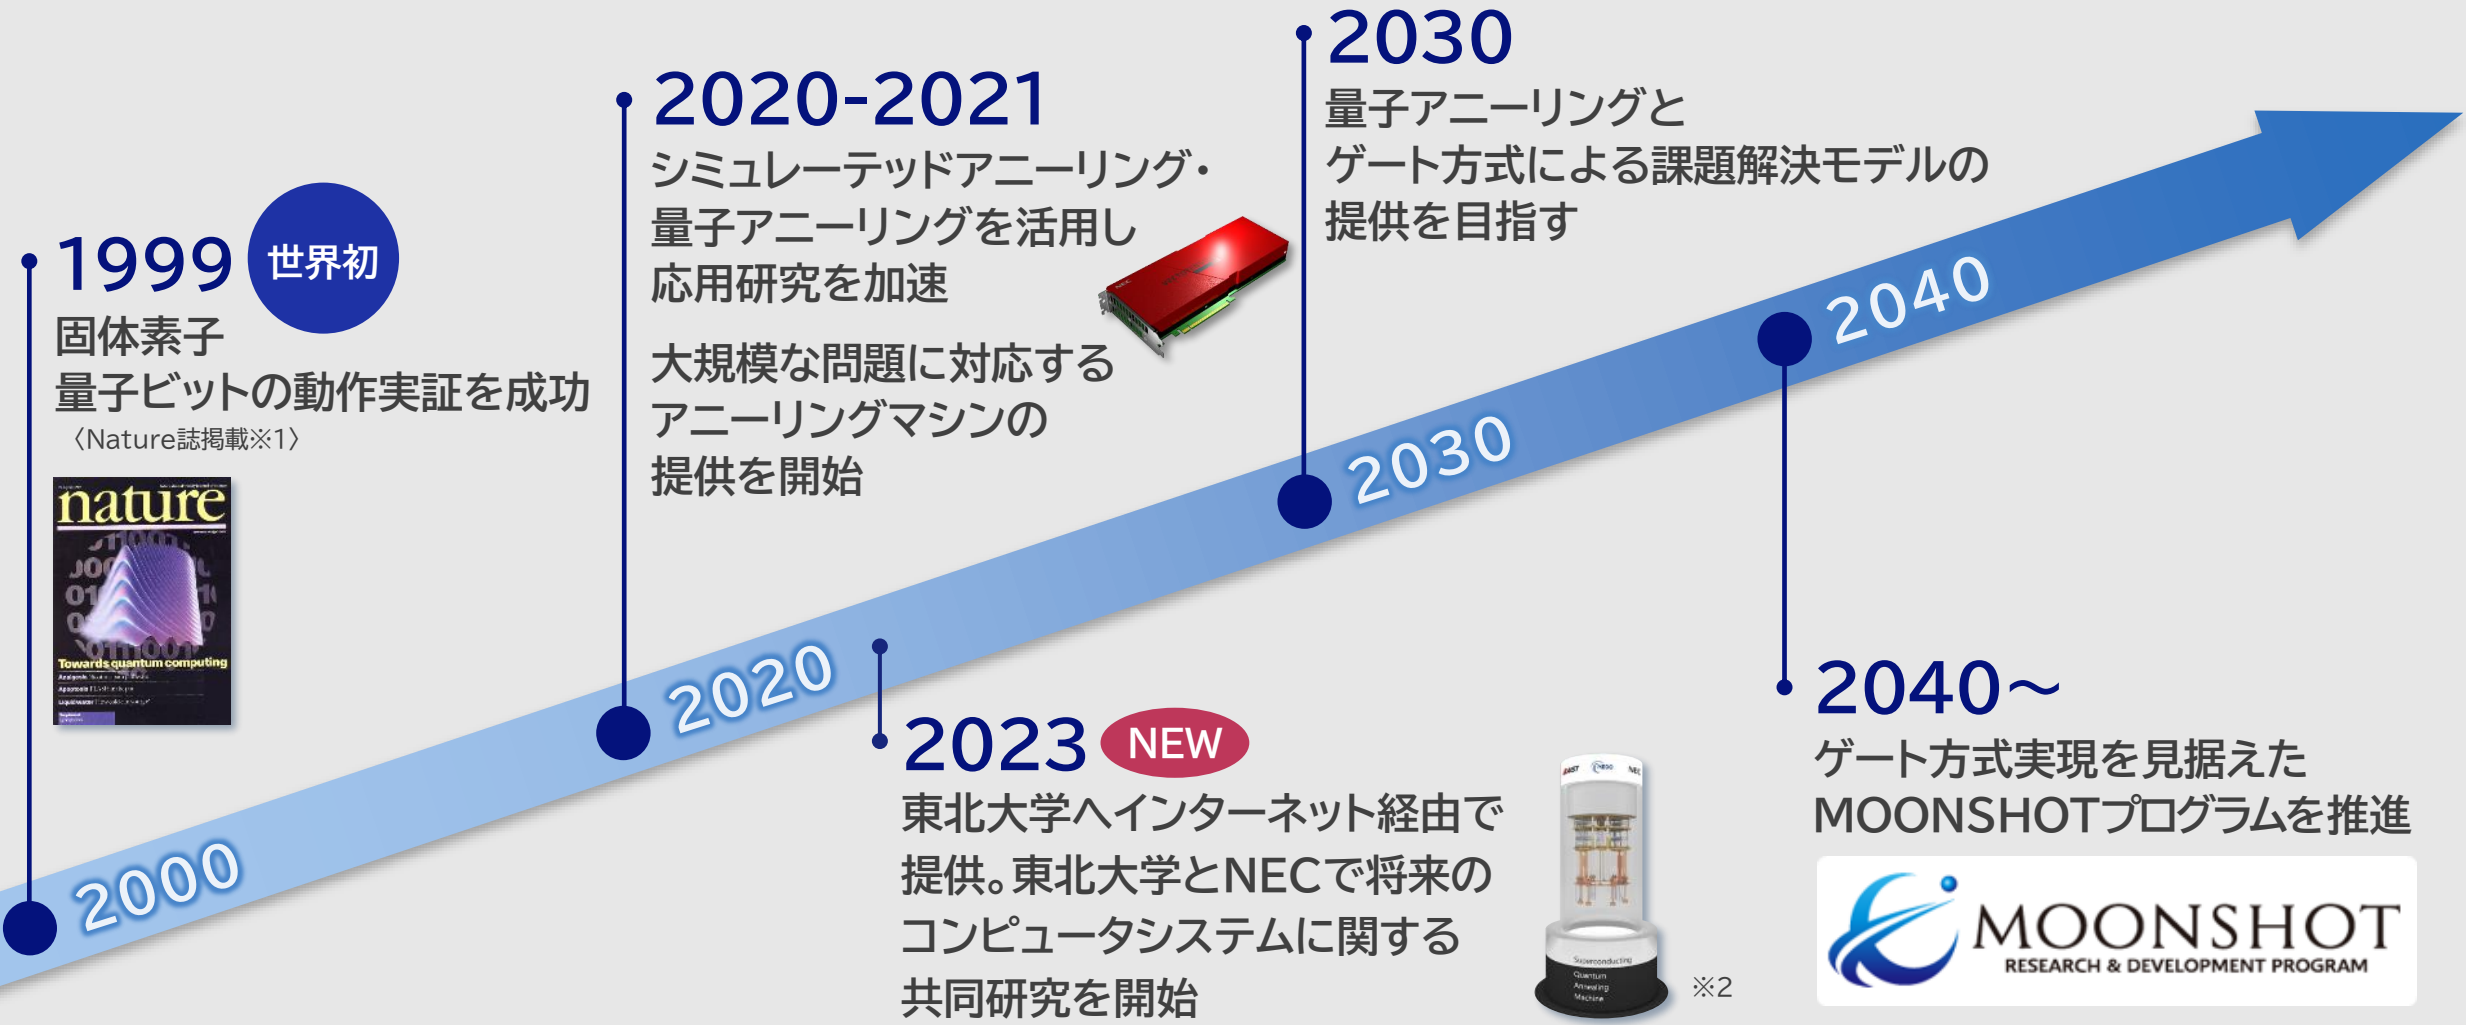 1999
世界初
固体素子
量子ビットの動作実証を成功
〈Nature誌掲載※1〉
nature
Towards quantum computing
2020-2021
シミュレーテッドアニーリング・
量子アニーリングを活用し
応用研究を加速
大規模な問題に対応する
アニーリングマシンの
提供を開始
2030
量子アニーリングと
ゲート方式による課題解決モデルの
提供を目指す
2000
2020
2030
2040
2023
NEW
東北大学へインターネット経由で
提供。東北大学とNECで将来の
コンピュータシステムに関する
共同研究を開始
NEC
Superconducting
Quantum
Annealing
Machine
※2
2040～
ゲート方式実現を見据えた
MOONSHOTプログラムを推進
MOONSHOT
RESEARCH & DEVELOPMENT PROGRAM